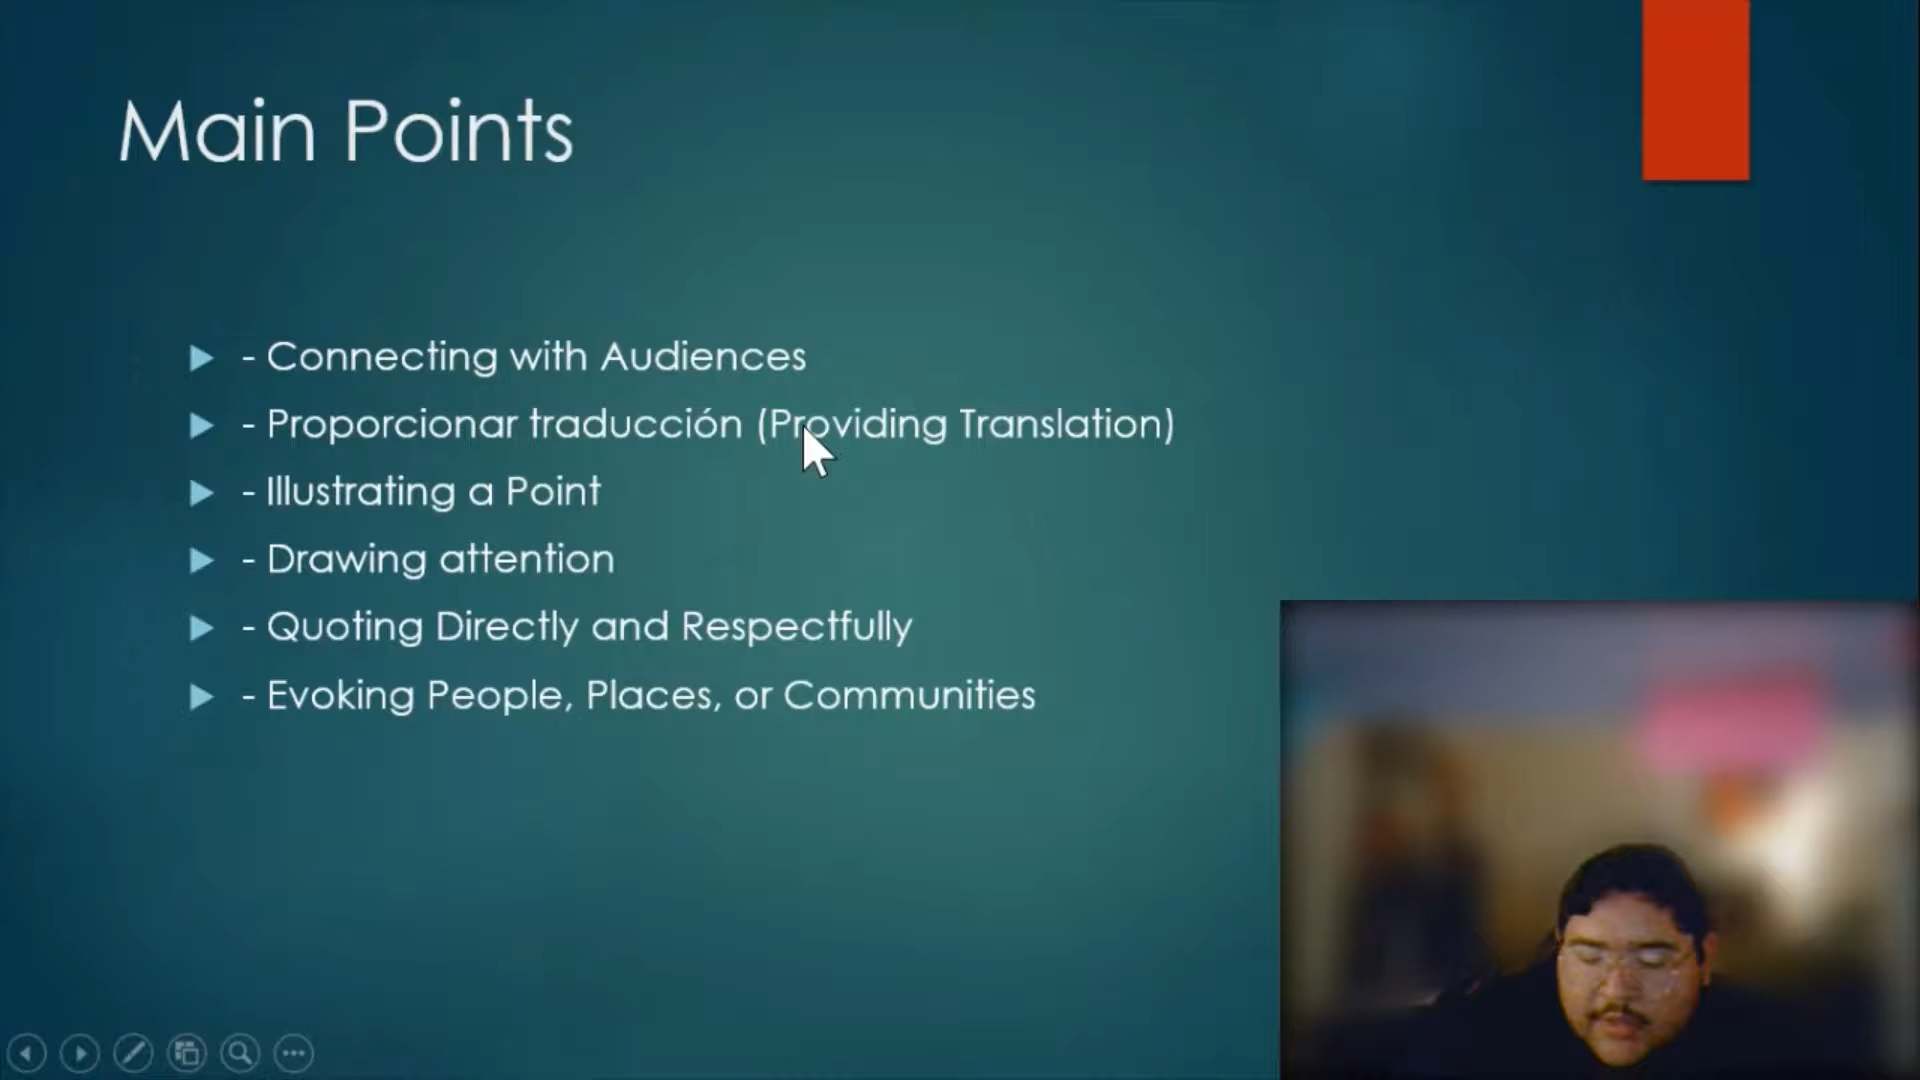 Main Points
- Connecting with Audiences
- Proporcionar traducción (Providing Translation)
- Illustrating a Point
- Drawing attention
- Quoting Directly and Respectfully
- Evoking People, Places, or Communities